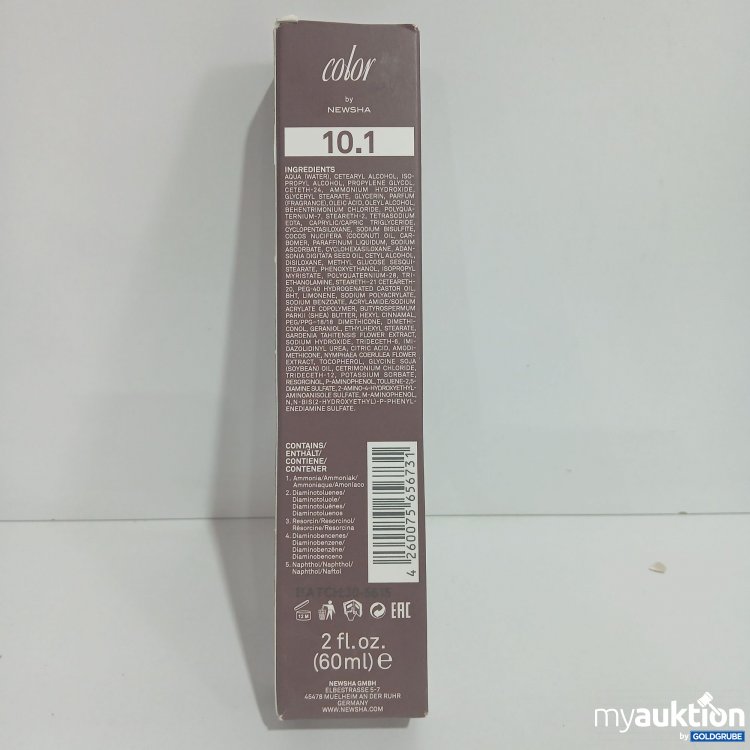 color
by
NEWSHA
10.1
INGREDIENTS
AQUA (WATER), CETEARYL ALCOHOL, ISO-
PROPYL ALCOHOL, PROPYLENE GLYCOL,
CETETH-24, AMMONIUM HYDROXIDE,
GLYCERYL STEARATE, GLYCERIN, PARFUM
(FRAGRANCE), OLEIC ACID, OLEYL ALCOHOL,
BEHENTRIMONIUM CHLORIDE, POLYQUA-
TERNIUM-7, STEARETH-2, TETRASODIUM
EDTA, CAPRYLIC/CAPRIC TRIGLYCERIDE,
CYCLOPENTASILOXANE, SODIUM BISULFITE,
COCOS NUCIFERA (COCONUT) OIL, CAR-
BOMER, PARAFFINUM LIQUIDUM, SODIUM
ASCORBATE, CYCLOHEXASILOXANE, ADAN-
SONIA DIGITATA SEED OIL, CETYL ALCOHOL,
DISILOXANE, METHYL GLUCOSE SESQUI-
STEARATE, PHENOXYETHANOL, ISOPROPYL
MYRISTATE, POLYQUATERNIUM-28, TRI-
ETHANOLAMINE, STEARETH-21 CETEARETH-
20, PEG-40 HYDROGENATED CASTOR OIL,
BHT, LIMONENE, SODIUM POLYACRYLATE,
SODIUM BENZOATE, ACRYLAMIDE/SODIUM
ACRYLATE COPOLYMER, BUTYROSPERMUM
PARKII (SHEA) BUTTER, HEXYL CINNAMAL,
PEG/PPG-18/18 DIMETHICONE, DIMETHI-
CONOL, GERANIOL, ETHYLHEXYL STEARATE,
GARDENIA TAHITENSIS FLOWER EXTRACT,
SODIUM HYDROXIDE, TRIDECETH-6, IMI-
DAZOLIDINYL UREA, CITRIC ACID, AMODI-
METHICONE, NYMPHAEA COERULEA FLOWER
EXTRACT, TOCOPHEROL, GLYCINE SOJA
(SOYBEAN) OIL, CETRIMONIUM CHLORIDE,
TRIDECETH-12, POTASSIUM SORBATE,
RESORCINOL, P-AMINOPHENOL, TOLUENE-2,5-
DIAMINE SULFATE, 2-AMINO-4-HYDROXYETHYL-
AMINOANISOLE SULFATE, M-AMINOPHENOL,
N,N-BIS(2-HYDROXYETHYL)-P-PHENYL-
ENEDIAMINE SULFATE.
CONTAINS/
ENTHÄLT/
CONTIENE/
CONTENER
1. Ammonia/Ammoniak/
Ammoniaque/Amoníaco
2. Diaminotoluenes/
Diaminotoluole/
Diaminotoluènes/
Diaminotoluenos
3. Resorcin/Resorcinol/
Résorcine/Resorcina
4. Diaminobencenes/
Diaminobenzene/
Diaminobenzène/
Diaminobenceno
5. Naphthol/Naphthol/
Naphthol/Naftol
4 260075 656731
BATCH:30-5615
12 M
EAC
2 fl.oz.
(60ml) e
NEWSHA GMBH
ELBESTRASSE 5-7
45478 MUELHEIM AN DER RUHR
GERMANY
WWW.NEWSHA.COM
myauktion
by GOLDGRUBE